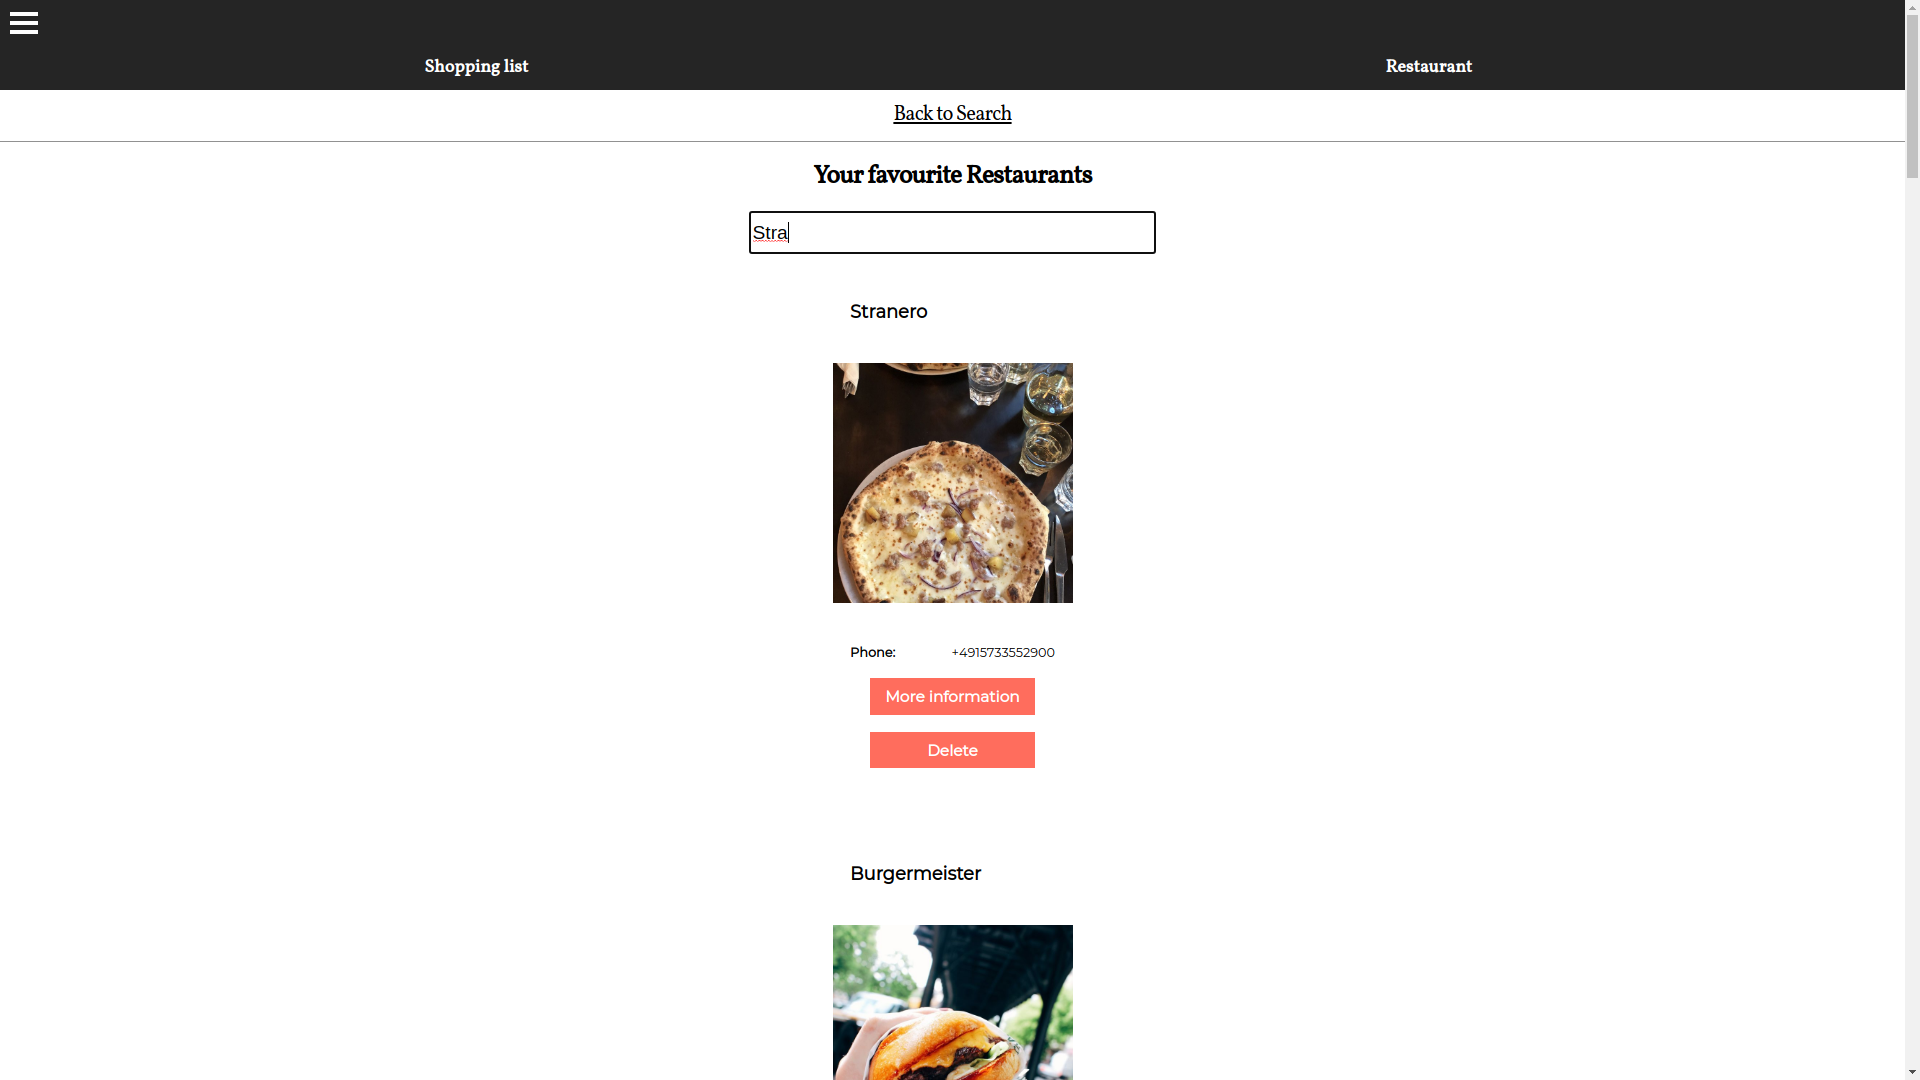 Shopping list
Restaurant
Back to Search
Your favourite Restaurants
Stra
Stranero
Phone: +4915733552900
More information
Delete
Burgermeister